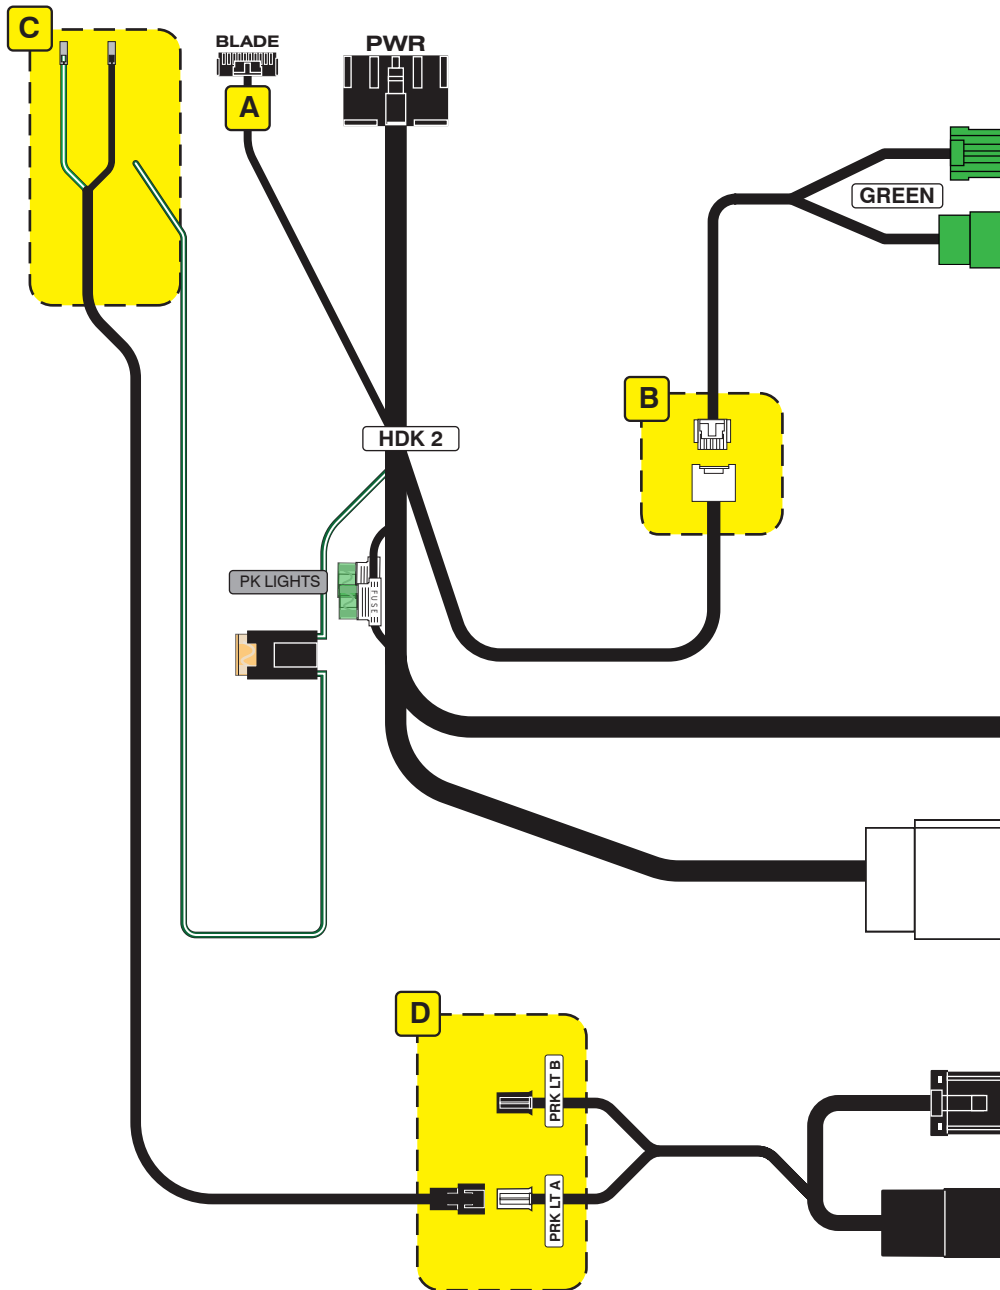 C
BLADE
PWR
A
GREEN
B
HDK 2
PK LIGHTS
FUSE
D
PRK LT B
PRK LT A